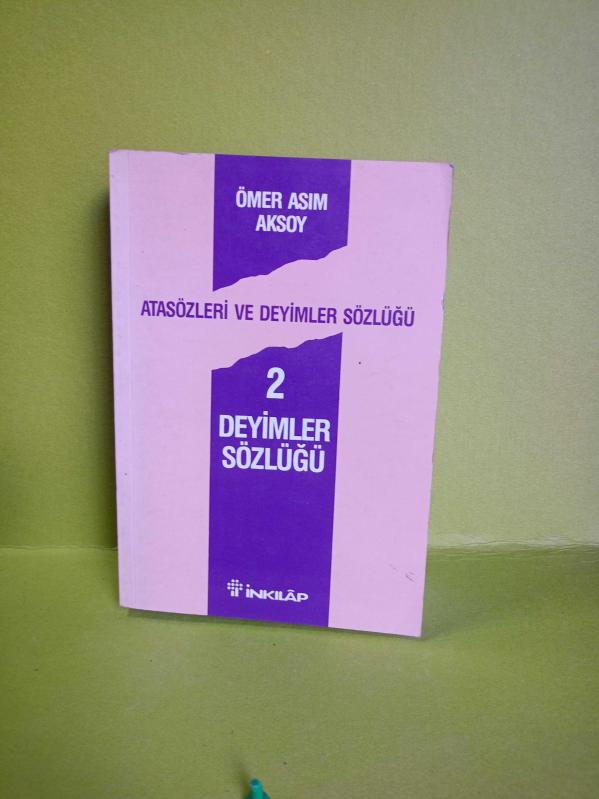 ÖMER ASIM
AKSOY
ATASÖZLERİ VE DEYİMLER SÖZLÜĞÜ
2
DEYİMLER
SÖZLÜĞÜ
İNKILÂP